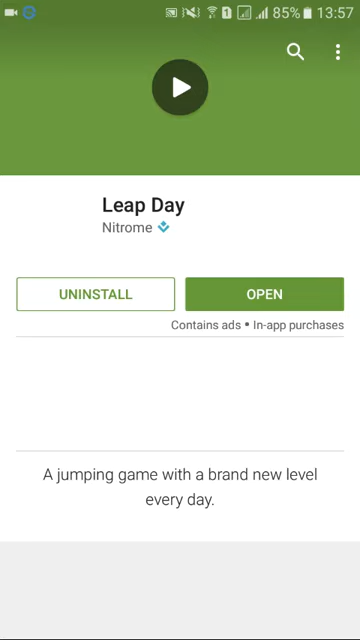 1 85% 13:57
Leap Day
Nitrome
UNINSTALL
OPEN
Contains ads • In-app purchases
A jumping game with a brand new level
every day.